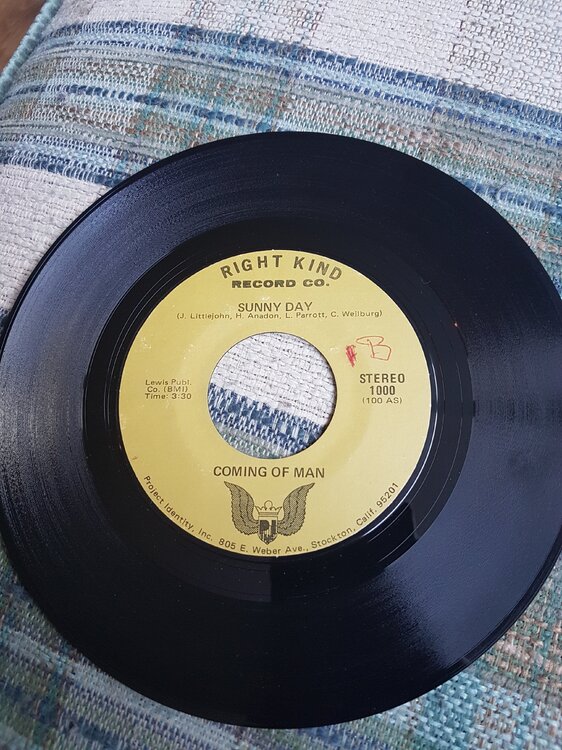 RIGHT KIND
RECORD CO.
SUNNY DAY
(J. Littlejohn, H. Anadon, L. Parrott, C. Wellburg)
B
Lewis Publ.
Co. (BMI)
Time: 3:30
STEREO
1000
(100 AS)
COMING OF MAN
PJ
Project Identity, Inc. 805 E. Weber Ave., Stockton, Calif. 95201